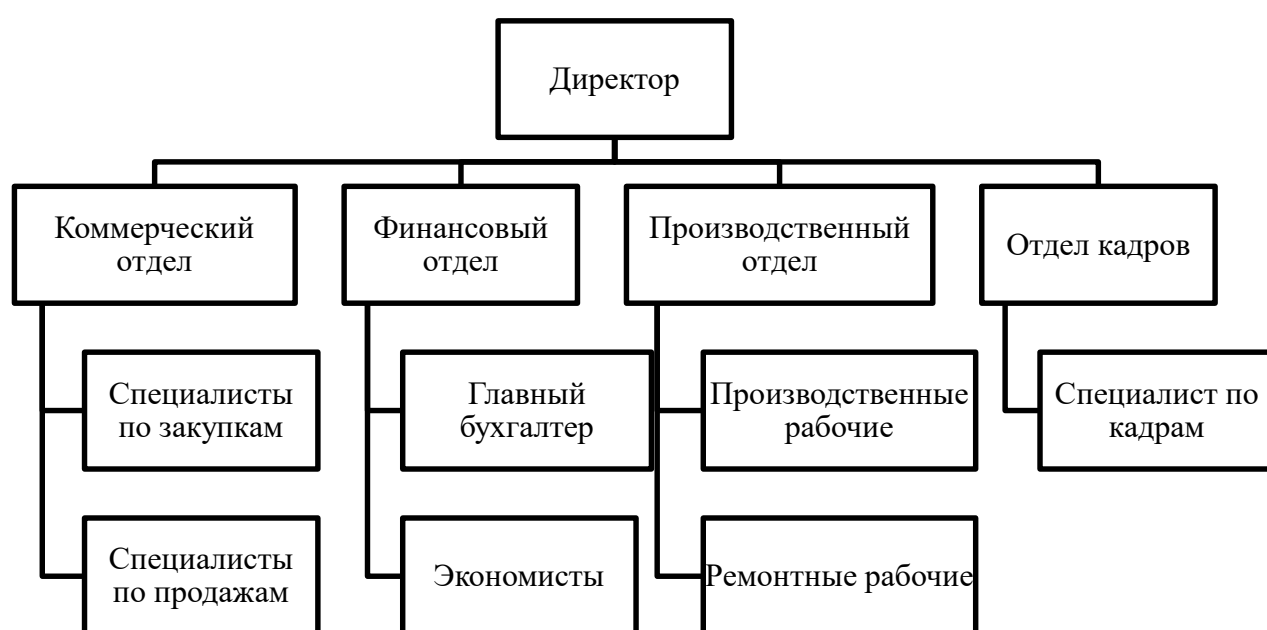 Директор
Коммерческий
отдел
Финансовый
отдел
Производственный
отдел
Отдел кадров
Специалисты
по закупкам
Главный
бухгалтер
Производственные
рабочие
Специалист по
кадрам
Специалисты
по продажам
Экономисты
Ремонтные рабочие